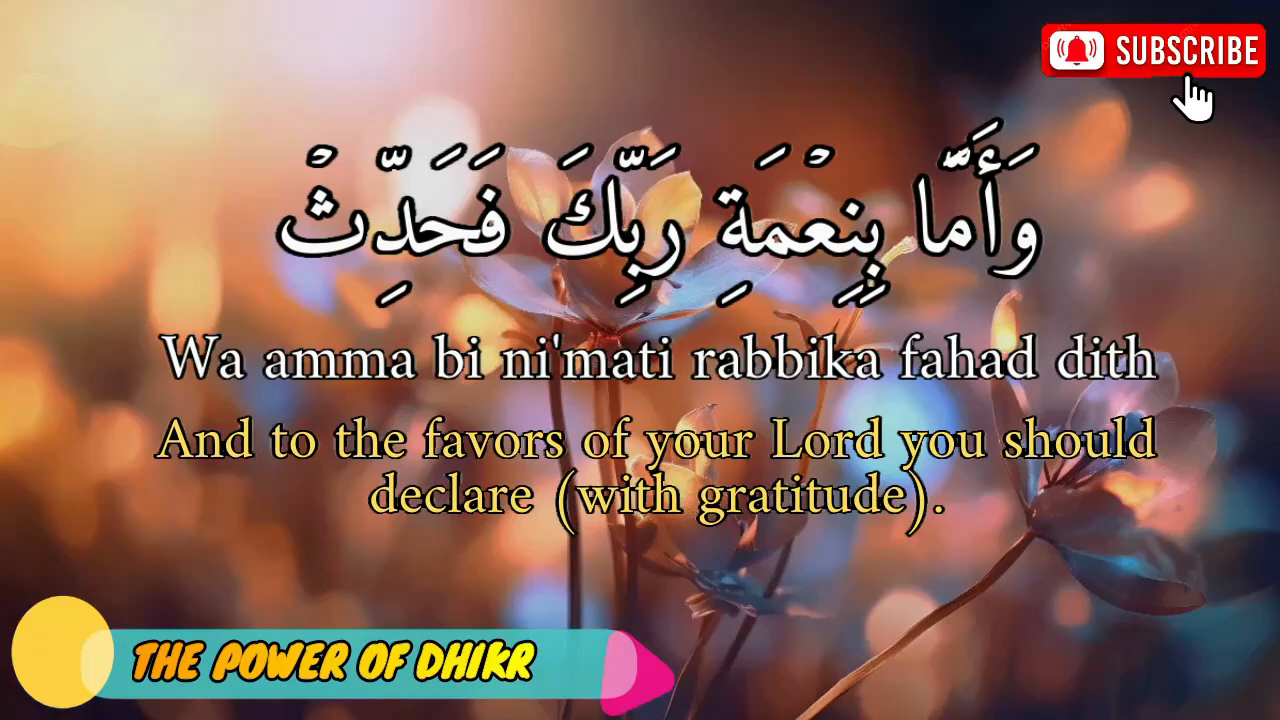 SUBSCRIBE
وَأَمَّا بِنِعْمَةِ رَبِّكَ فَحَدِّثْ
Wa amma bi ni'mati rabbika fahad dith
And to the favors of your Lord you should
declare (with gratitude).
THE POWER OF DHIKR